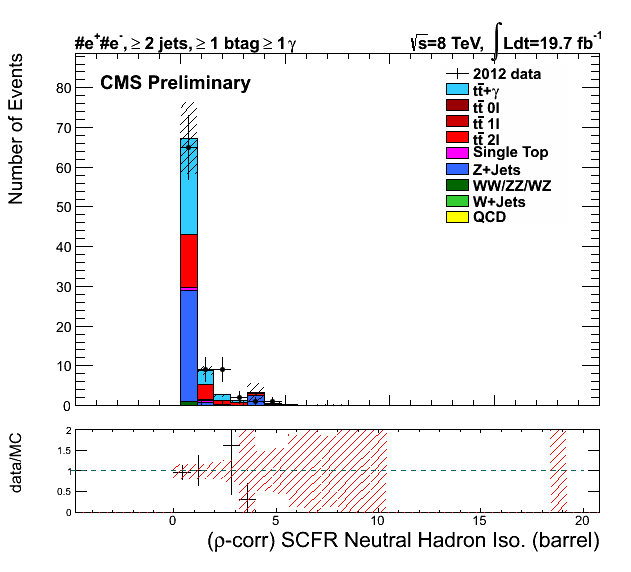 #e⁺#e⁻, ≥ 2 jets, ≥ 1 btag ≥ 1 γ
√s=8 TeV, ∫ Ldt=19.7 fb⁻¹
CMS Preliminary
2012 data
tt̄+γ
tt̄ 0l
tt̄ 1l
tt̄ 2l
Single Top
Z+Jets
WW/ZZ/WZ
W+Jets
QCD
Number of Events
80
70
60
50
40
30
20
10
0
data/MC
2
1.5
1
0.5
0
0 5 10 15 20
(ρ-corr) SCFR Neutral Hadron Iso. (barrel)